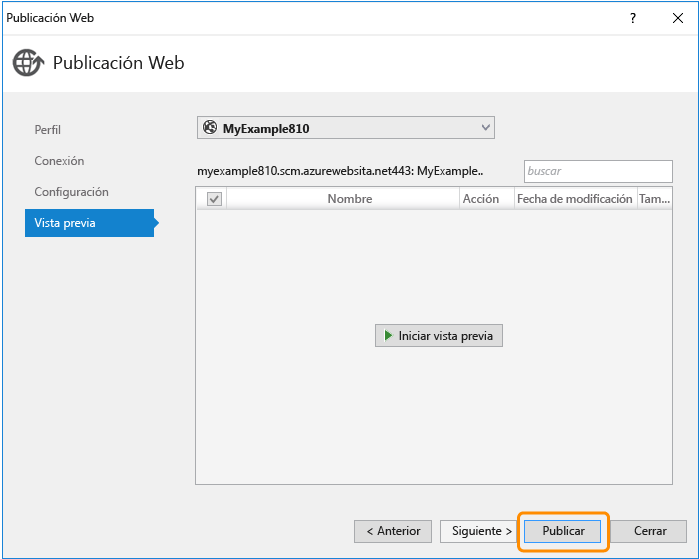 Publicación Web ?
Publicación Web
Perfil
Conexión
Configuración
Vista previa
MyExample810
myexample810.scm.azurewebsita.net443: MyExample..
buscar
Nombre Acción Fecha de modificación Tam...
Iniciar vista previa
< Anterior Siguiente > Publicar Cerrar